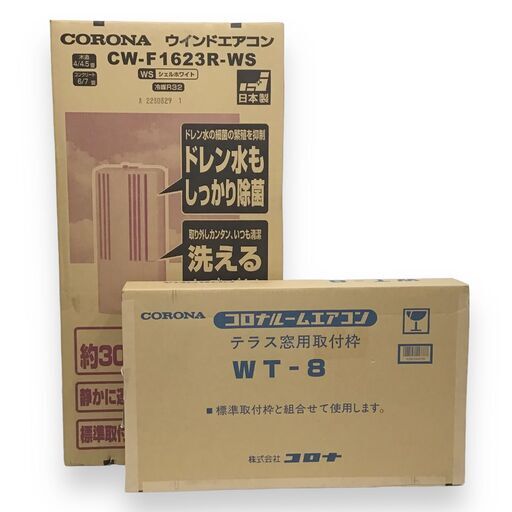 CORONA ウインドエアコン
CW-F1623R-WS
木造 4/4.5畳
コンクリート 6/7畳
WS シェルホワイト
冷媒R32
日本製
ドレン水の細菌の繁殖を抑制
ドレン水も
しっかり除菌
取り外しカンタン、いつも清潔
洗える
約30
静かに
標準取付
WT-8
CORONA コロナルームエアコン
テラス窓用取付枠
WT-8
■標準取付枠と組合せて使用します。
株式会社 コロナ